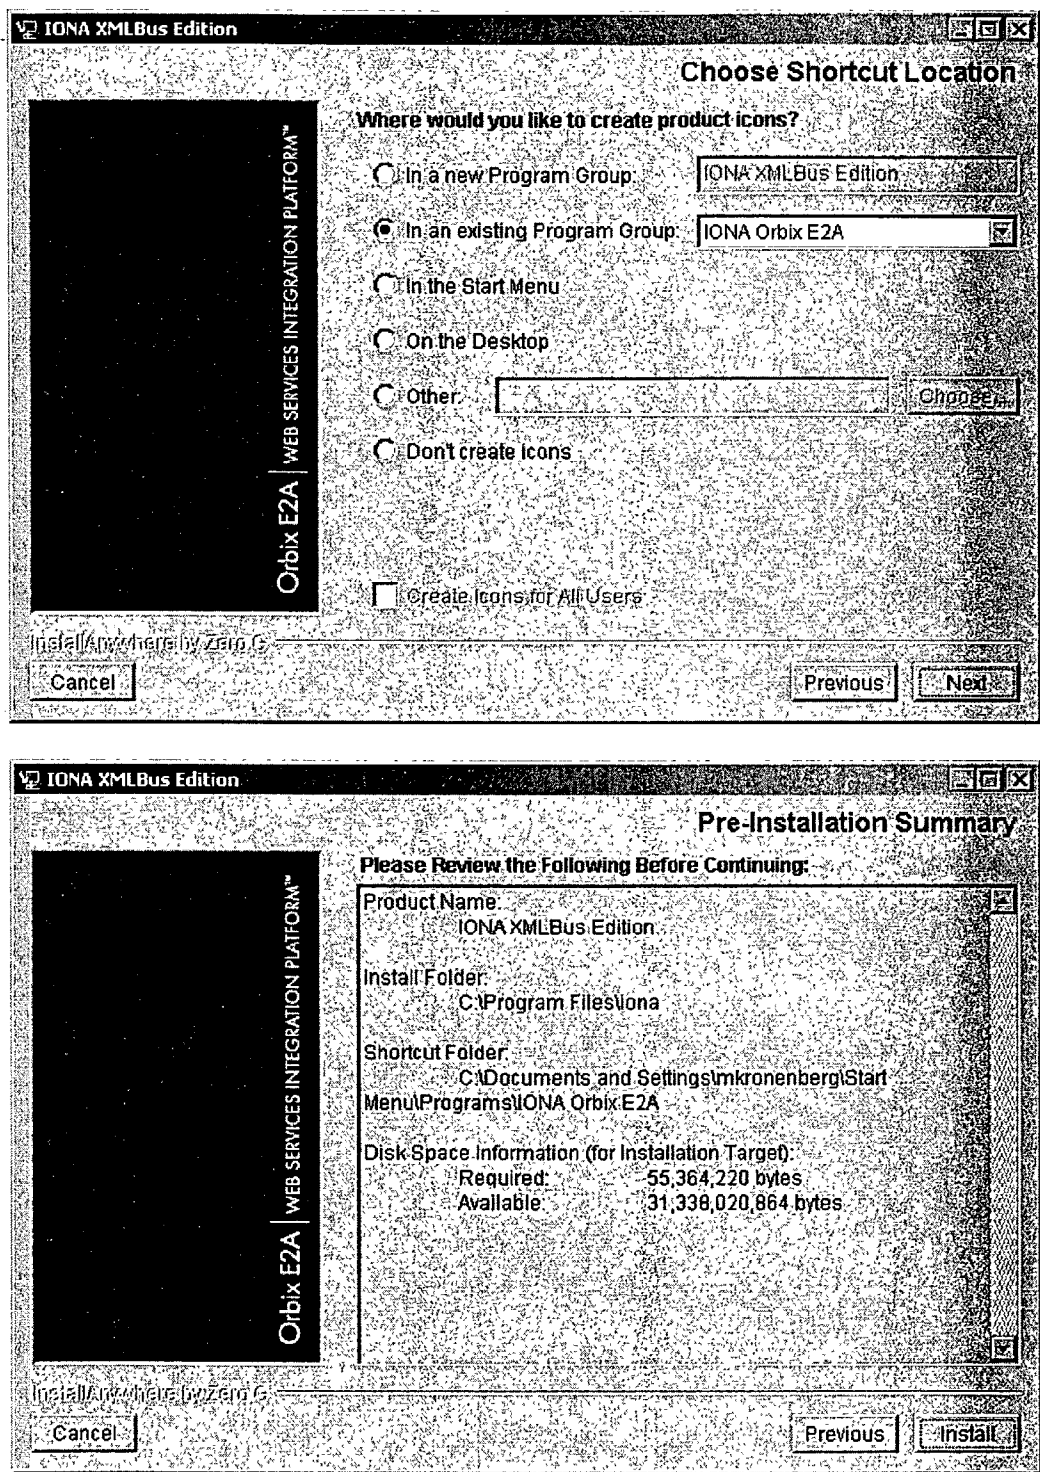 IONA XMLBus Edition
Choose Shortcut Location
Where would you like to create product icons?
In a new Program Group: IONA XMLBus Edition
In an existing Program Group: IONA Orbix E2A
In the Start Menu
On the Desktop
Other: Choose...
Don't create icons
Create Icons for All Users
Orbix E2A | WEB SERVICES INTEGRATION PLATFORM™
InstallAnywhere by Zero G
Cancel Previous Next
IONA XMLBus Edition
Pre-Installation Summary
Please Review the Following Before Continuing:
Product Name:
IONA XMLBus Edition
Install Folder:
C:\Program Files\Iona
Shortcut Folder:
C:\Documents and Settings\mkronenberg\Start
Menu\Programs\IONA Orbix E2A
Disk Space Information (for Installation Target):
Required: 55,364,220 bytes
Available: 31,338,020,864 bytes
Orbix E2A | WEB SERVICES INTEGRATION PLATFORM™
InstallAnywhere by Zero G
Cancel Previous Install